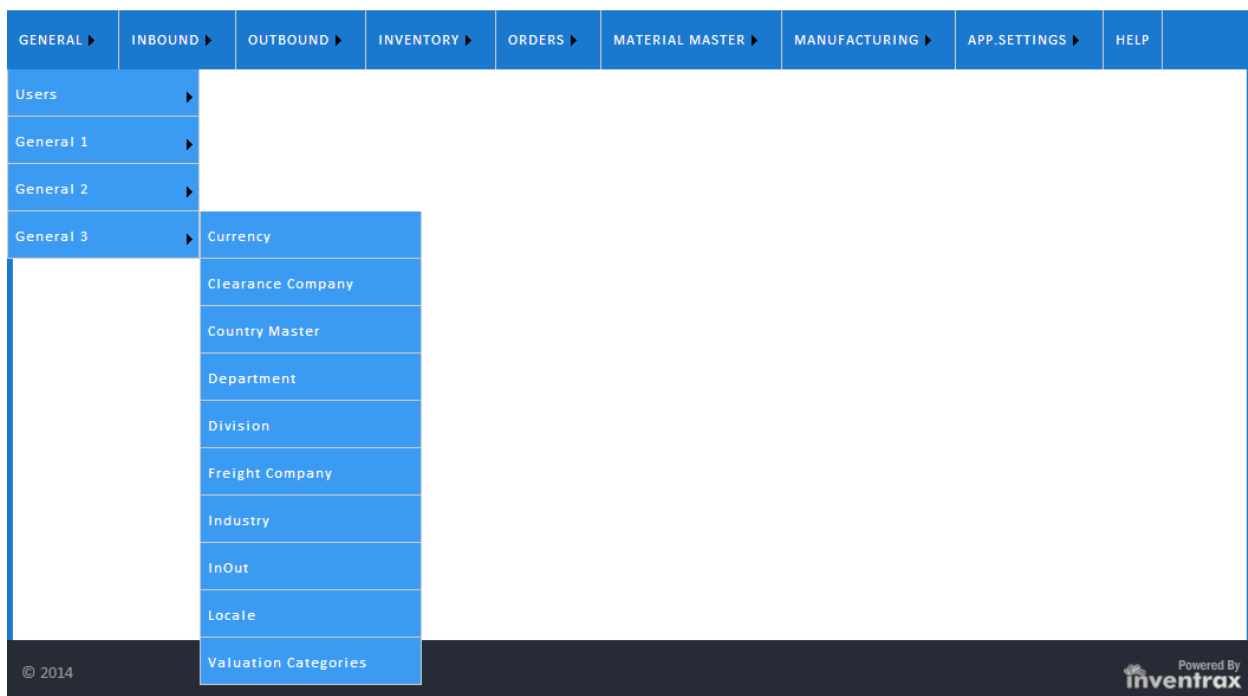 GENERAL INBOUND OUTBOUND INVENTORY ORDERS MATERIAL MASTER MANUFACTURING APP.SETTINGS HELP
Users
General 1
General 2
General 3
Currency
Clearance Company
Country Master
Department
Division
Freight Company
Industry
InOut
Locale
Valuation Categories
© 2014
Powered By
inventrax